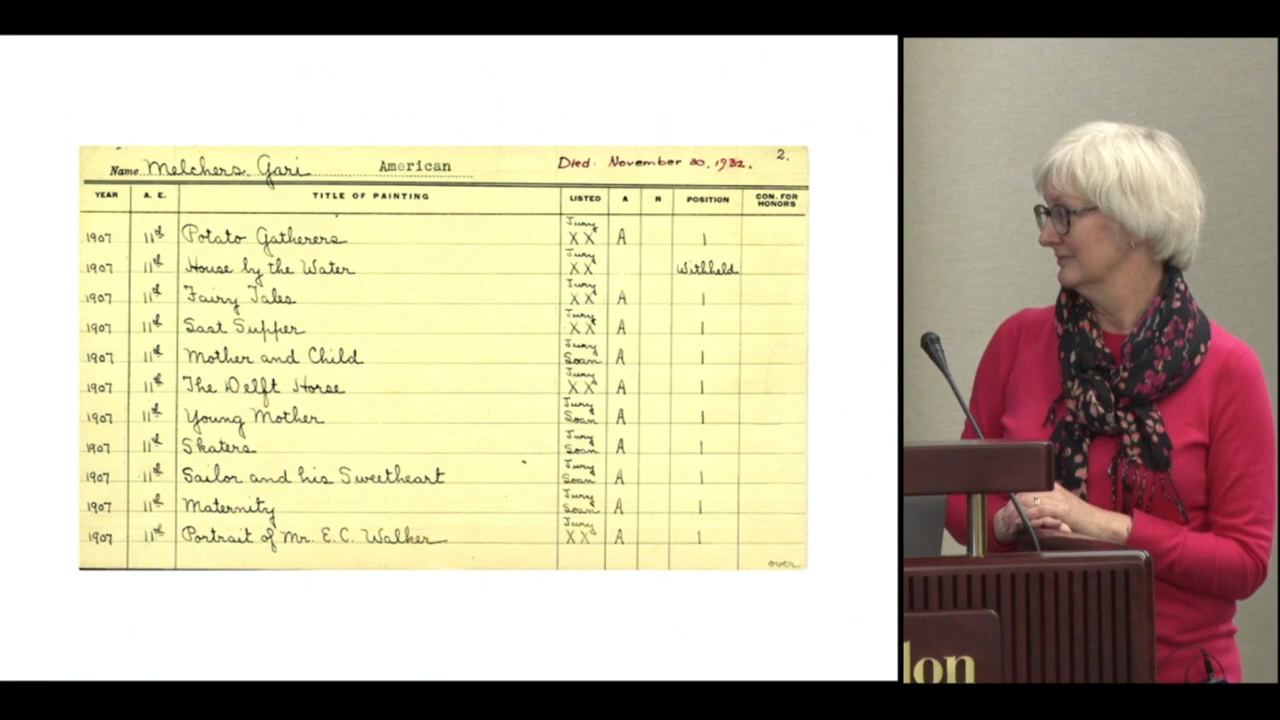 2.
Name Melchers, Gari American Died: November 30, 1932.
YEAR A. E. TITLE OF PAINTING LISTED A R POSITION CON. FOR HONORS
1907 11th Potato Gatherers Jury XX A 1
1907 11th House by the Water Jury XX Withheld
1907 11th Fairy Tales Jury XX A 1
1907 11th Last Supper Jury XX A 1
1907 11th Mother and Child Jury Loan A 1
1907 11th The Delft Horse Jury XX A 1
1907 11th Young Mother Jury Loan A 1
1907 11th Skaters Jury Loan A 1
1907 11th Sailor and his Sweetheart Jury Loan A 1
1907 11th Maternity Jury Loan A 1
1907 11th Portrait of Mr. E. C. Walker Jury XX A 1
over
lon